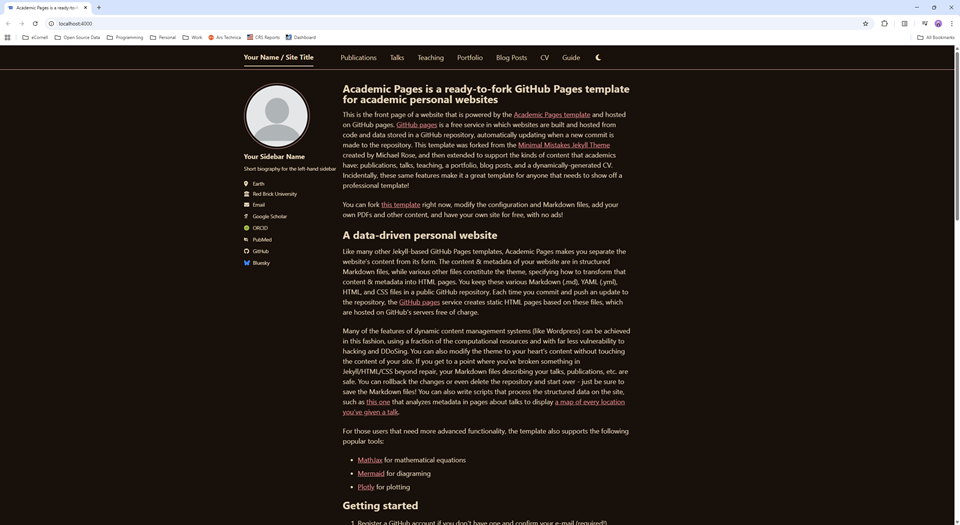 Academic Pages is a ready-to-f
localhost:4000
eCornell
Open Source Data
Programming
Personal
Work
Ars Technica
CRS Reports
Dashboard
All Bookmarks
Your Name / Site Title
Publications
Talks
Teaching
Portfolio
Blog Posts
CV
Guide
Your Sidebar Name
Short biography for the left-hand sidebar
Earth
Red Brick University
Email
Google Scholar
ORCID
PubMed
GitHub
Bluesky
Academic Pages is a ready-to-fork GitHub Pages template
for academic personal websites
This is the front page of a website that is powered by the Academic Pages template and hosted
on GitHub pages. GitHub pages is a free service in which websites are built and hosted from
code and data stored in a GitHub repository, automatically updating when a new commit is
made to the repository. This template was forked from the Minimal Mistakes Jekyll Theme
created by Michael Rose, and then extended to support the kinds of content that academics
have: publications, talks, teaching, a portfolio, blog posts, and a dynamically-generated CV.
Incidentally, these same features make it a great template for anyone that needs to show off a
professional template!
You can fork this template right now, modify the configuration and Markdown files, add your
own PDFs and other content, and have your own site for free, with no ads!
A data-driven personal website
Like many other Jekyll-based GitHub Pages templates, Academic Pages makes you separate the
website's content from its form. The content & metadata of your website are in structured
Markdown files, while various other files constitute the theme, specifying how to transform that
content & metadata into HTML pages. You keep these various Markdown (.md), YAML (.yml),
HTML, and CSS files in a public GitHub repository. Each time you commit and push an update to
the repository, the GitHub pages service creates static HTML pages based on these files, which
are hosted on GitHub's servers free of charge.
Many of the features of dynamic content management systems (like Wordpress) can be achieved
in this fashion, using a fraction of the computational resources and with far less vulnerability to
hacking and DDoSing. You can also modify the theme to your heart's content without touching
the content of your site. If you get to a point where you've broken something in
Jekyll/HTML/CSS beyond repair, your Markdown files describing your talks, publications, etc. are
safe. You can rollback the changes or even delete the repository and start over - just be sure to
save the Markdown files! You can also write scripts that process the structured data on the site,
such as this one that analyzes metadata in pages about talks to display a map of every location
you've given a talk.
For those users that need more advanced functionality, the template also supports the following
popular tools:
• MathJax for mathematical equations
• Mermaid for diagraming
• Plotly for plotting
Getting started
1. Register a GitHub account if you don't have one and confirm your e-mail (required!)